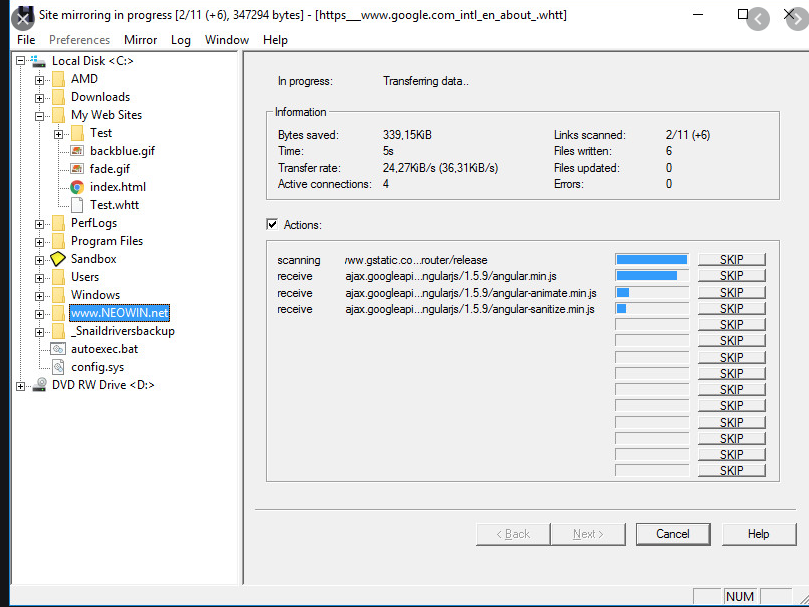 Site mirroring in progress [2/11 (+6), 347294 bytes] - [https___www.google.com_intl_en_about_.whtt]
File Preferences Mirror Log Window Help
Local Disk <C:>
AMD
Downloads
My Web Sites
Test
backblue.gif
fade.gif
index.html
Test.whtt
PerfLogs
Program Files
Sandbox
Users
Windows
www.NEOWIN.net
_Snaildriversbackup
autoexec.bat
config.sys
DVD RW Drive <D:>
In progress: Transferring data..
Information
Bytes saved: 339,15KiB Links scanned: 2/11 (+6)
Time: 5s Files written: 6
Transfer rate: 24,27KiB/s (36,31KiB/s) Files updated: 0
Active connections: 4 Errors: 0
Actions:
scanning /ww.gstatic.co...router/release SKIP
receive ajax.googleapi...ngularjs/1.5.9/angular.min.js SKIP
receive ajax.googleapi...ngularjs/1.5.9/angular-animate.min.js SKIP
receive ajax.googleapi...ngularjs/1.5.9/angular-sanitize.min.js SKIP
SKIP
SKIP
SKIP
SKIP
SKIP
SKIP
SKIP
SKIP
SKIP
SKIP
< Back Next > Cancel Help
NUM